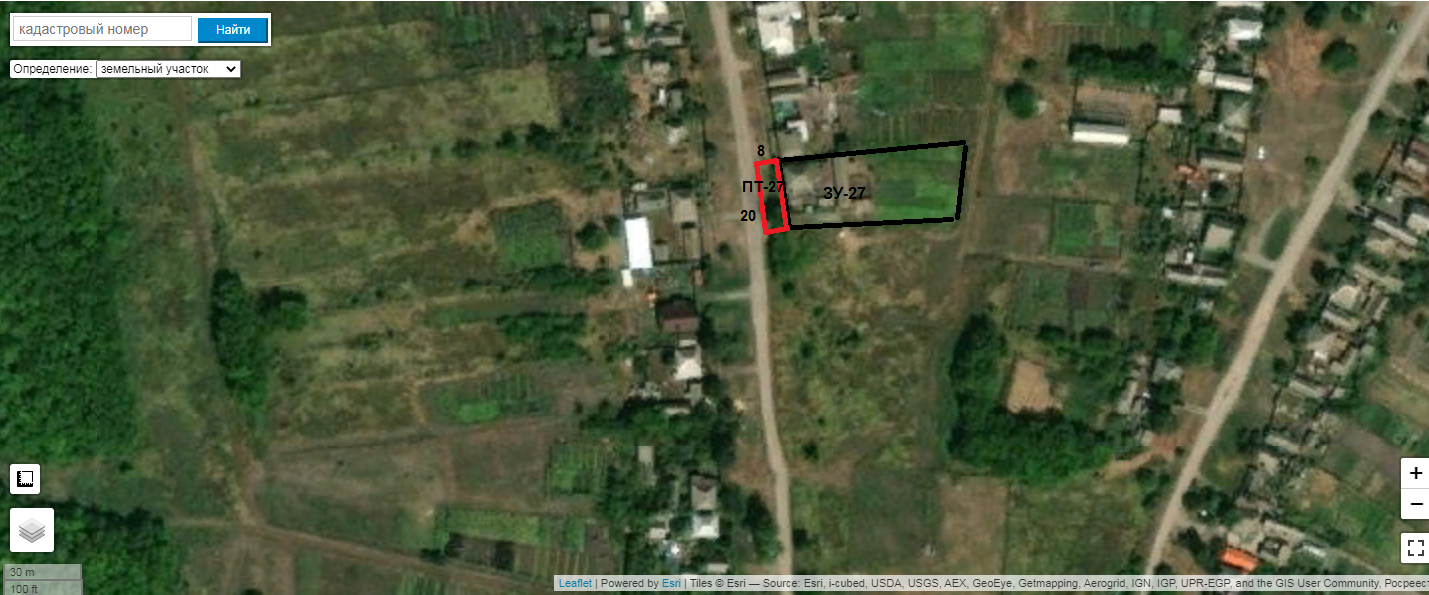 кадастровый номер
Найти
Определение: земельный участок
8
ПТ-27
ЗУ-27
20
+
−
30 m
100 ft
Leaflet | Powered by Esri | Tiles © Esri — Source: Esri, i-cubed, USDA, USGS, AEX, GeoEye, Getmapping, Aerogrid, IGN, IGP, UPR-EGP, and the GIS User Community, Росреест